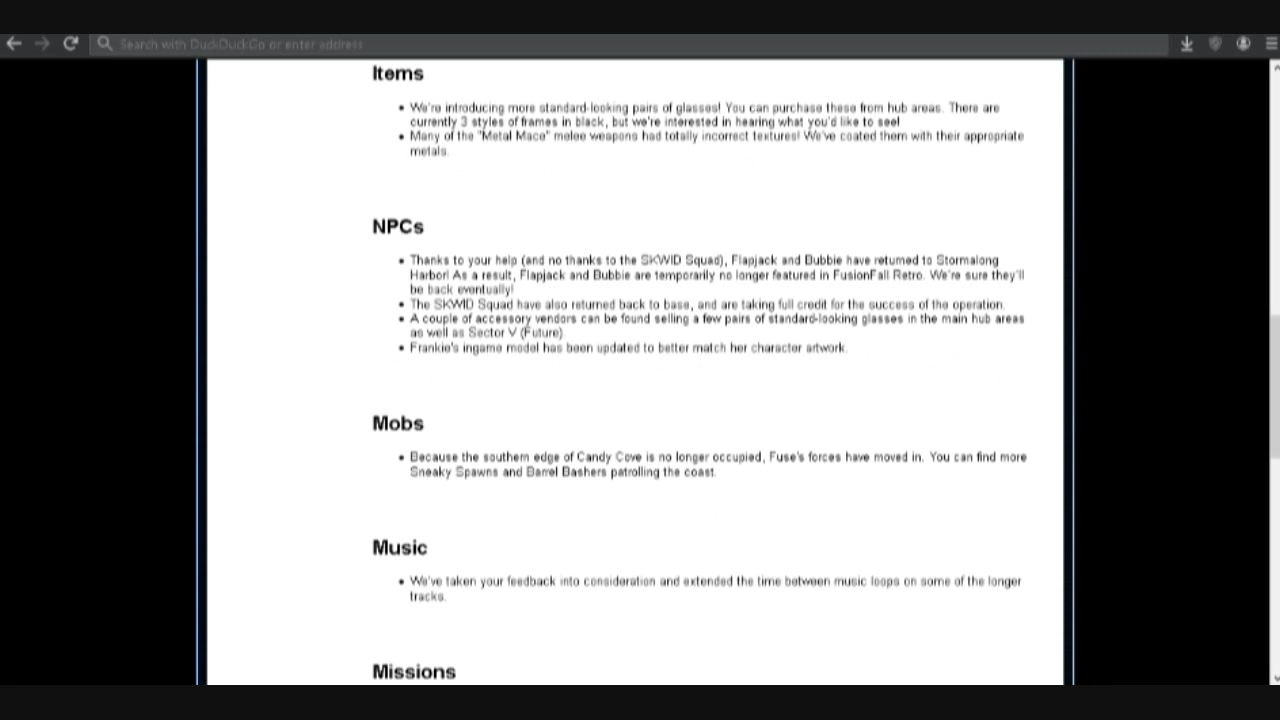 Search with DuckDuckGo or enter address
Items
• We're introducing more standard-looking pairs of glasses! You can purchase these from hub areas. There are
currently 3 styles of frames in black, but we're interested in hearing what you'd like to see!
• Many of the "Metal Mace" melee weapons had totally incorrect textures! We've coated them with their appropriate
metals.
NPCs
• Thanks to your help (and no thanks to the SKWID Squad), Flapjack and Bubbie have returned to Stormalong
Harbor! As a result, Flapjack and Bubbie are temporarily no longer featured in FusionFall Retro. We're sure they'll
be back eventually!
• The SKWID Squad have also returned back to base, and are taking full credit for the success of the operation.
• A couple of accessory vendors can be found selling a few pairs of standard-looking glasses in the main hub areas
as well as Sector V (Future).
• Frankie's ingame model has been updated to better match her character artwork.
Mobs
• Because the southern edge of Candy Cove is no longer occupied, Fuse's forces have moved in. You can find more
Sneaky Spawns and Barrel Bashers patrolling the coast.
Music
• We've taken your feedback into consideration and extended the time between music loops on some of the longer
tracks.
Missions